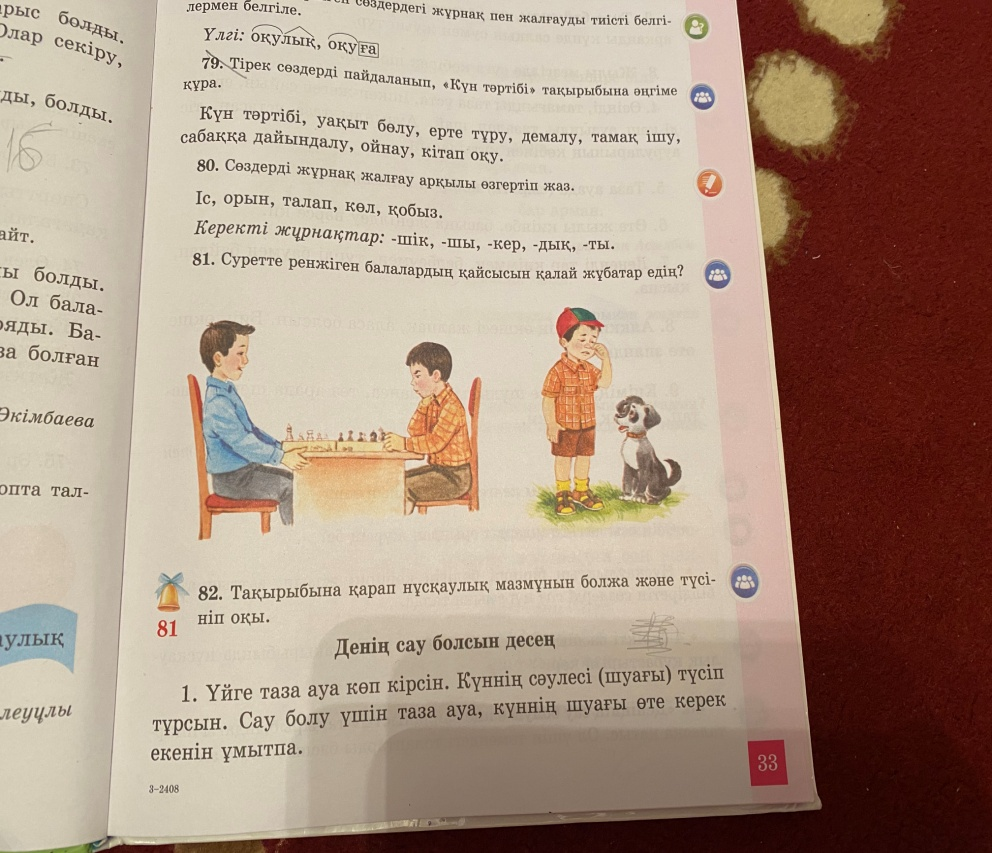 рыс болды.
Олар секіру,
ды, болды.
16
айт.
ы болды.
Ол бала-
ряды. Ба-
за болған
Әкімбаева
опта тал-
аулық
леуұлы
сөздердегі жұрнақ пен жалғауды тиісті белгі-
лермен белгіле.
Үлгі: оқулық, оқуға
79. Тірек сөздерді пайдаланып, «Күн тәртібі» тақырыбына әңгіме
құра.
Күн тәртібі, уақыт бөлу, ерте тұру, демалу, тамақ ішу,
сабаққа дайындалу, ойнау, кітап оқу.
80. Сөздерді жұрнақ жалғау арқылы өзгертіп жаз.
Іс, орын, талап, көл, қобыз.
Керекті жұрнақтар: -шік, -шы, -кер, -дық, -ты.
81. Суретте ренжіген балалардың қайсысын қалай жұбатар едің?
82. Тақырыбына қарап нұсқаулық мазмұнын болжа және түсі-
81 ніп оқы.
Денің сау болсын десең
1. Үйге таза ауа көп кірсін. Күннің сәулесі (шуағы) түсіп
тұрсын. Сау болу үшін таза ауа, күннің шуағы өте керек
екенін ұмытпа.
33
3–2408